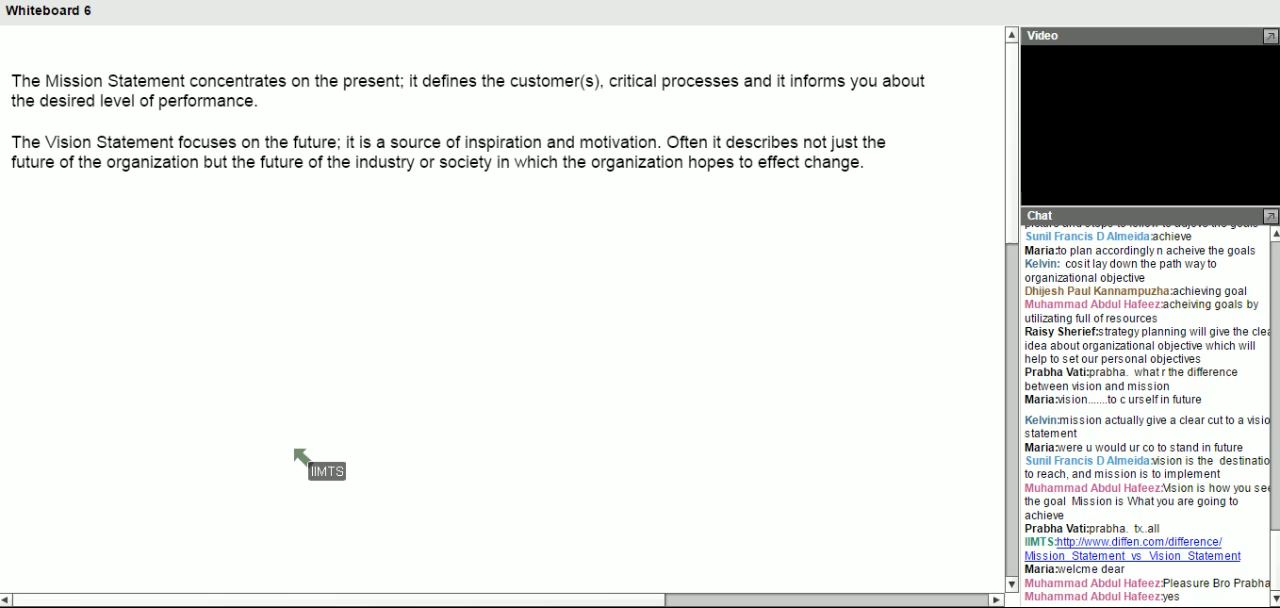 Whiteboard 6
The Mission Statement concentrates on the present; it defines the customer(s), critical processes and it informs you about
the desired level of performance.
The Vision Statement focuses on the future; it is a source of inspiration and motivation. Often it describes not just the
future of the organization but the future of the industry or society in which the organization hopes to effect change.
IIMTS
Video
Chat
Sunil Francis D Almeida:achieve
Maria:to plan accordingly n acheive the goals
Kelvin: cosit lay down the path way to
organizational objective
Dhijesh Paul Kannampuzha:achieving goal
Muhammad Abdul Hafeez:acheiving goals by
utilizating full of resources
Raisy Sherief:strategy planning will give the clea
idea about organizational objective which will
help to set our personal objectives
Prabha Vati:prabha. what r the difference
between vision and mission
Maria:vision.......to c urself in future
Kelvin:mission actually give a clear cut to a visio
statement
Maria:were u would ur co to stand in future
Sunil Francis D Almeida:vision is the destinatio
to reach, and mission is to implement
Muhammad Abdul Hafeez:Vision is how you see
the goal Mission is What you are going to
achieve
Prabha Vati:prabha. tx..all
IIMTS:http://www.diffen.com/difference/
Mission_Statement_vs_Vision_Statement
Maria:welcme dear
Muhammad Abdul Hafeez:Pleasure Bro Prabha
Muhammad Abdul Hafeez:yes